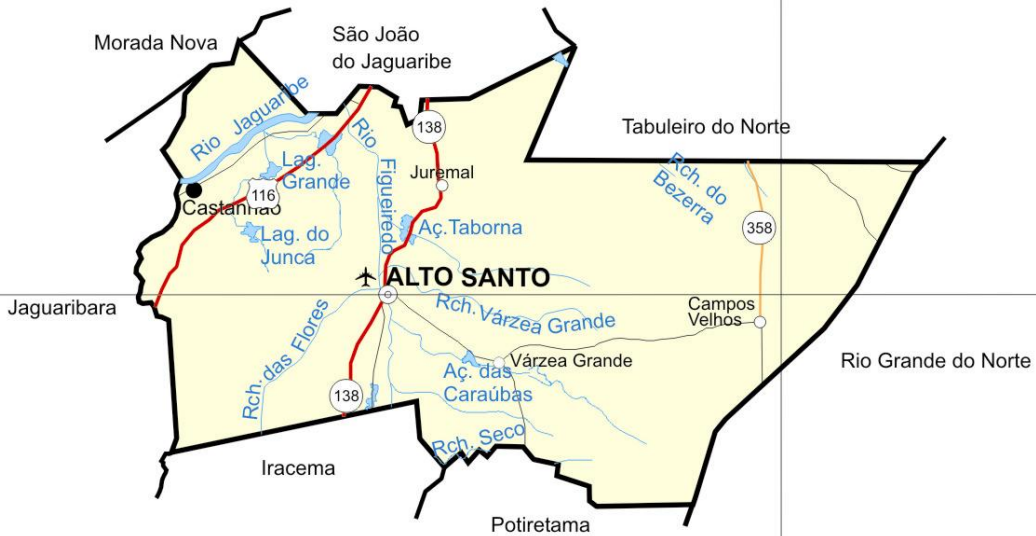 Morada Nova
São João
do Jaguaribe
Rio Jaguaribe
138
Tabuleiro do Norte
Rio
Figueiredo
Lag.
Grande
Juremal
Rch. do
Bezerra
116
Castanhão
Lag. do
Junca
Aç.Taborna
358
ALTO SANTO
Jaguaribara
Rch. Várzea Grande
Campos
Velhos
Rch. das Flores
Várzea Grande
Rio Grande do Norte
Aç. das
Caraúbas
138
Rch. Seco
Iracema
Potiretama